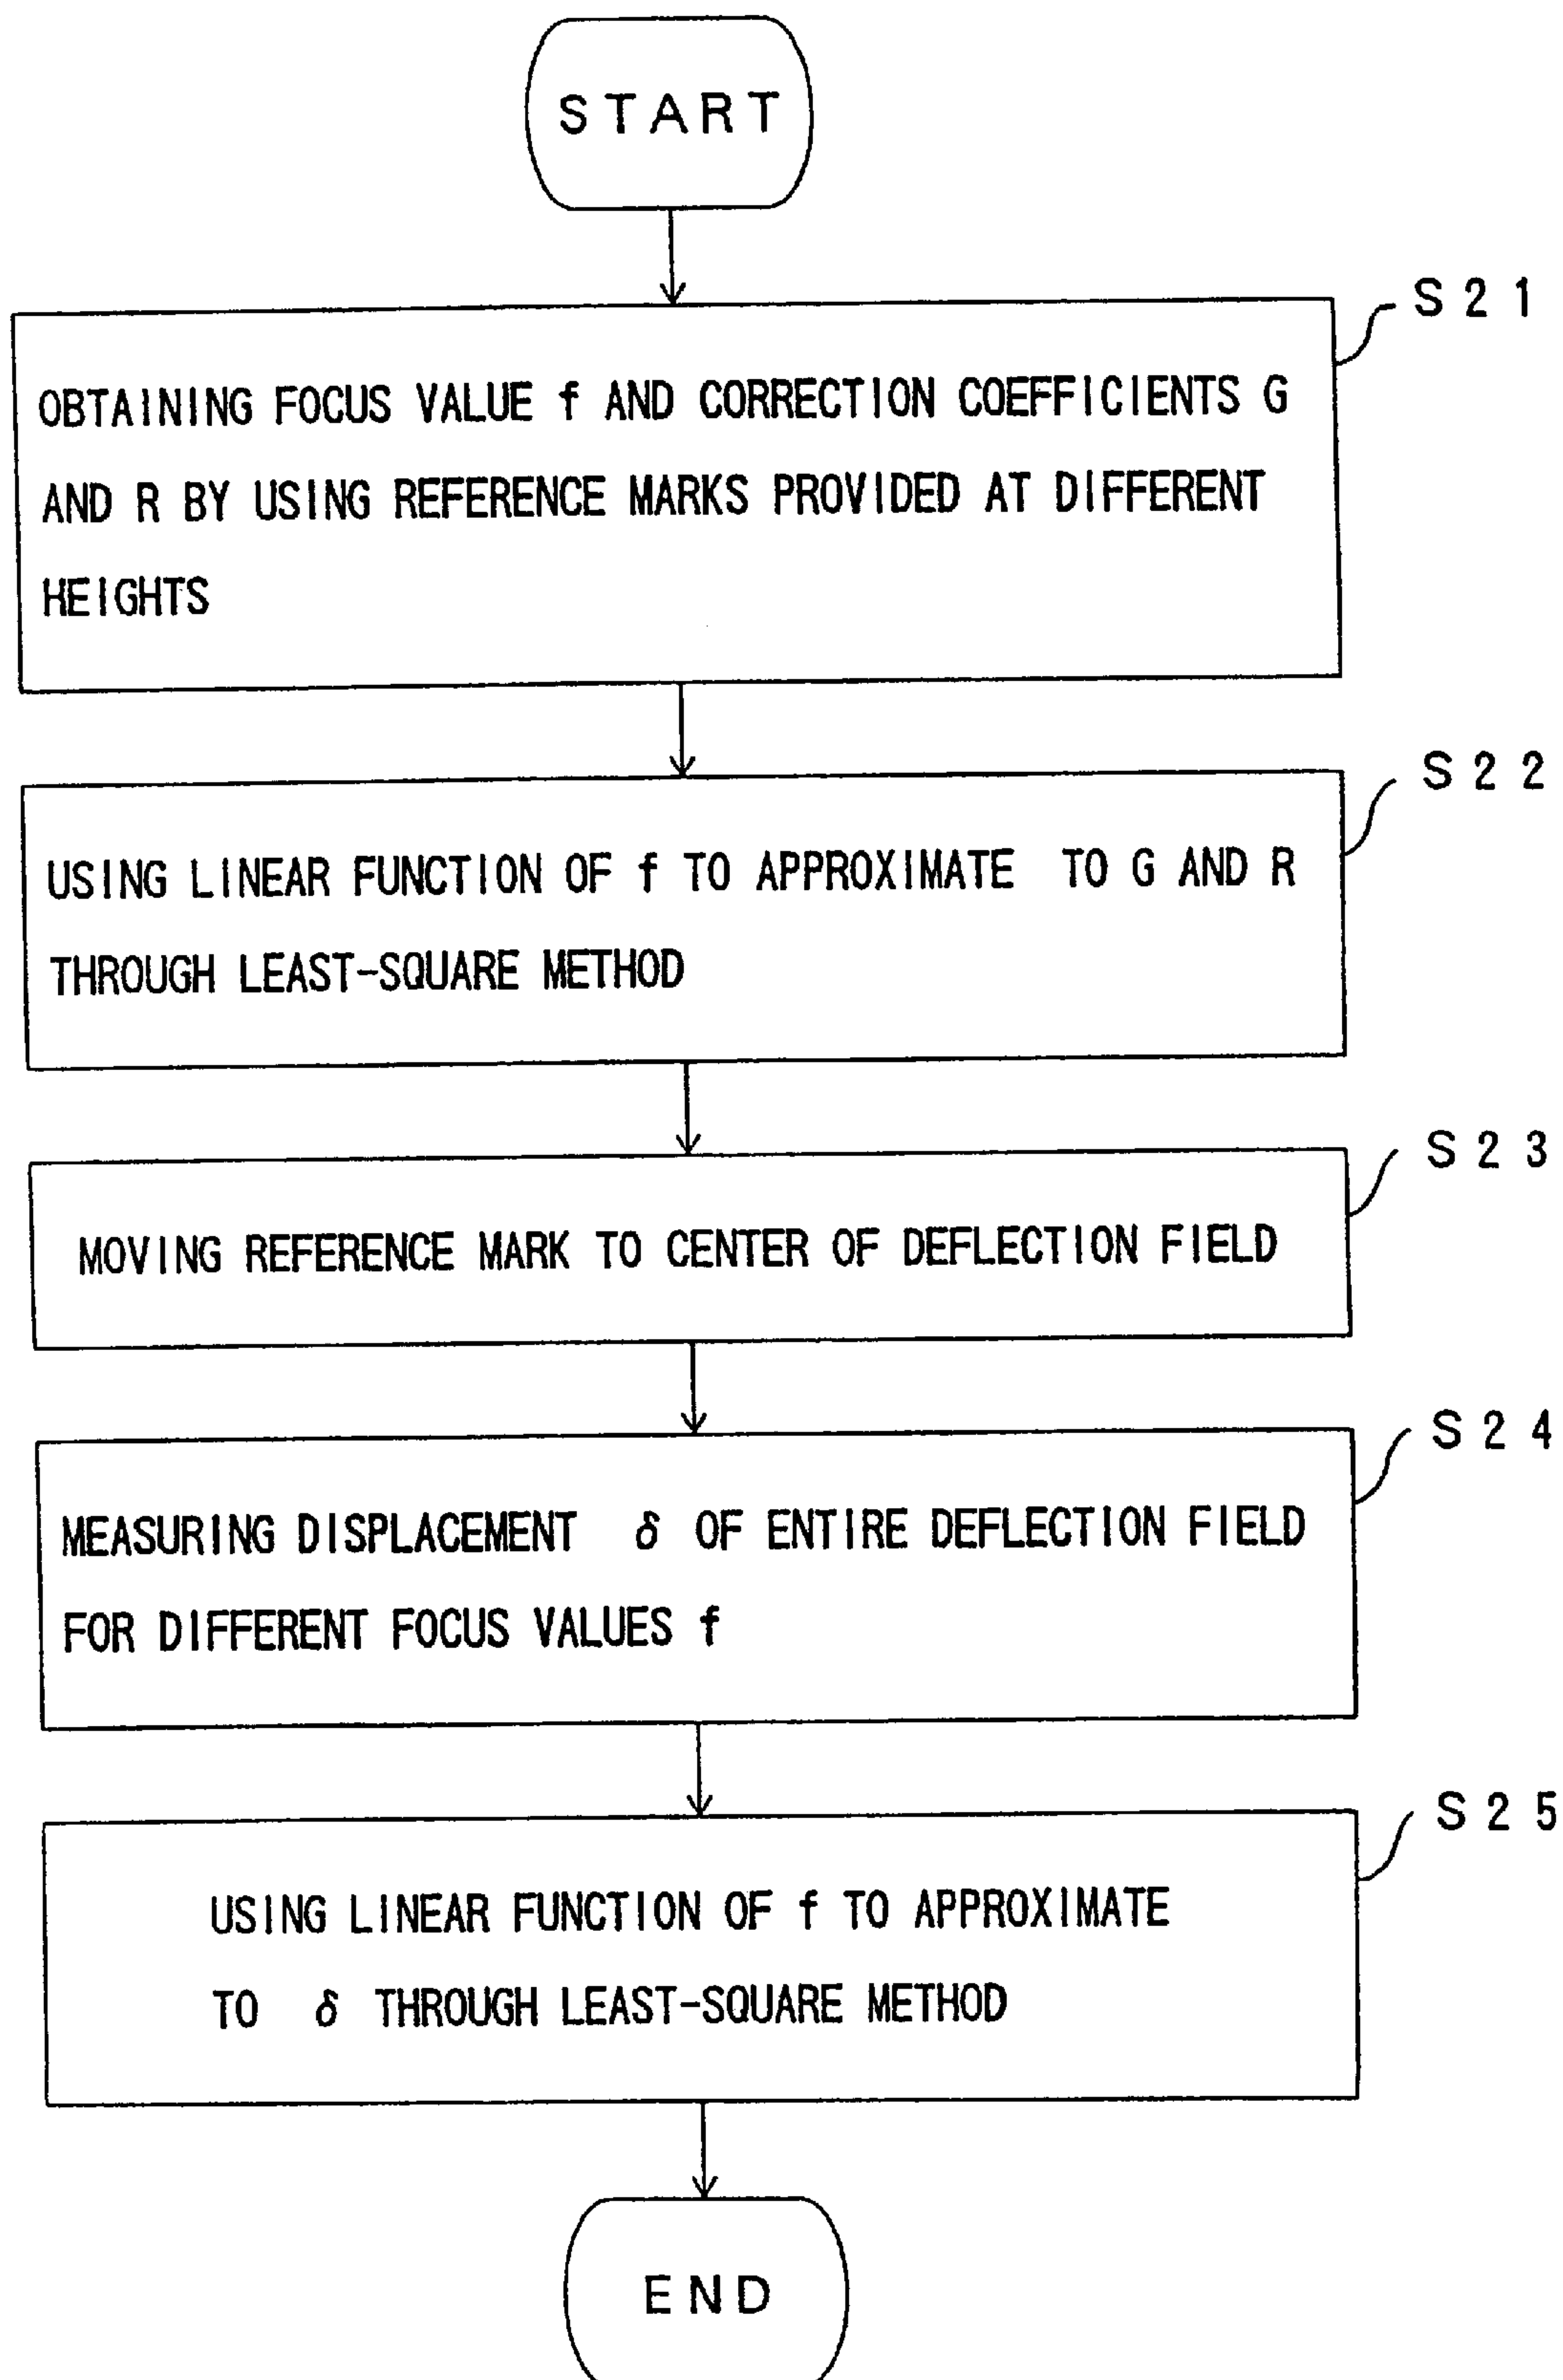 START
S21
OBTAINING FOCUS VALUE f AND CORRECTION COEFFICIENTS G
AND R BY USING REFERENCE MARKS PROVIDED AT DIFFERENT
HEIGHTS
S22
USING LINEAR FUNCTION OF f TO APPROXIMATE TO G AND R
THROUGH LEAST-SQUARE METHOD
S23
MOVING REFERENCE MARK TO CENTER OF DEFLECTION FIELD
S24
MEASURING DISPLACEMENT δ OF ENTIRE DEFLECTION FIELD
FOR DIFFERENT FOCUS VALUES f
S25
USING LINEAR FUNCTION OF f TO APPROXIMATE
TO δ THROUGH LEAST-SQUARE METHOD
END